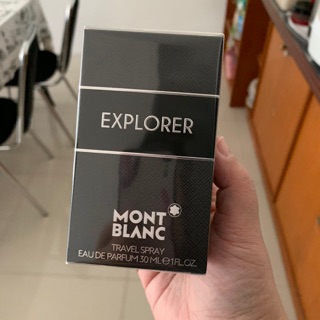 EXPLORER
MONT
BLANC
TRAVEL SPRAY
EAU DE PARFUM 30 ML ℮ 1 FL.OZ.